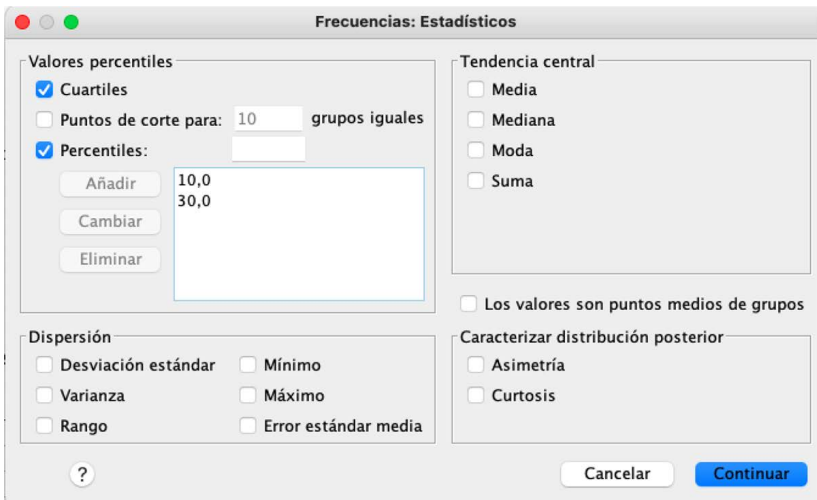 Frecuencias: Estadísticos
Valores percentiles
Cuartiles
Puntos de corte para: 10 grupos iguales
Percentiles:
Añadir
Cambiar
Eliminar
10,0
30,0
Tendencia central
Media
Mediana
Moda
Suma
Los valores son puntos medios de grupos
Dispersión
Desviación estándar
Mínimo
Varianza
Máximo
Rango
Error estándar media
Caracterizar distribución posterior
Asimetría
Curtosis
?
Cancelar
Continuar